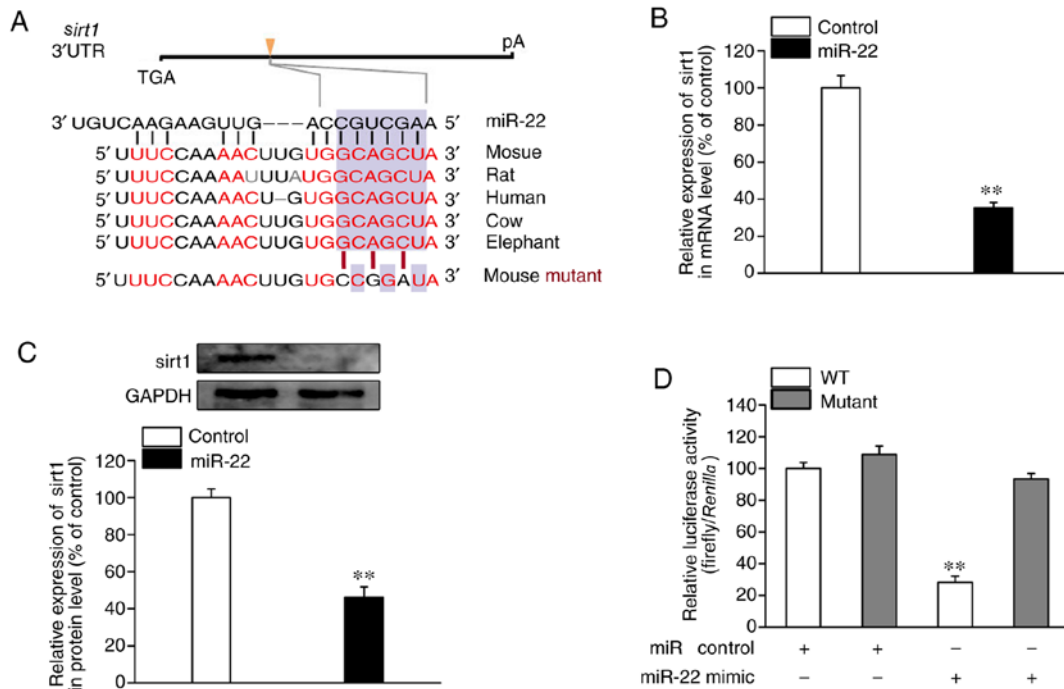 A
sirt1
3′UTR
pA
TGA
3′ UGUCAAGAAGUUG---ACCGUCGAA 5′ miR-22
5′ UUUCCAAAAACUUGUGGCAGCUA 3′ Mosue
5′ UUUCCAAAAUUUAUGGCAGCUA 3′ Rat
5′ UUUCCAAAAACU-GUGGCAGCUA 3′ Human
5′ UUUCCAAAAACUUGUGGCAGCUA 3′ Cow
5′ UUUCCAAAAACUUGUGGCAGCUA 3′ Elephant
5′ UUUCCAAAAACUUGUGCCGGAUA 3′ Mouse mutant
B
Control
miR-22
Relative expression of sirt1
in mRNA level (% of control)
120
100
80
60
40
20
0
**
C
sirt1
GAPDH
Control
miR-22
Relative expression of sirt1
in protein level (% of control)
120
100
80
60
40
20
0
**
D
WT
Mutant
Relative luciferase activity
(firefly/Renilla)
140
120
100
80
60
40
20
0
**
miR control + + − −
miR-22 mimic − − + +